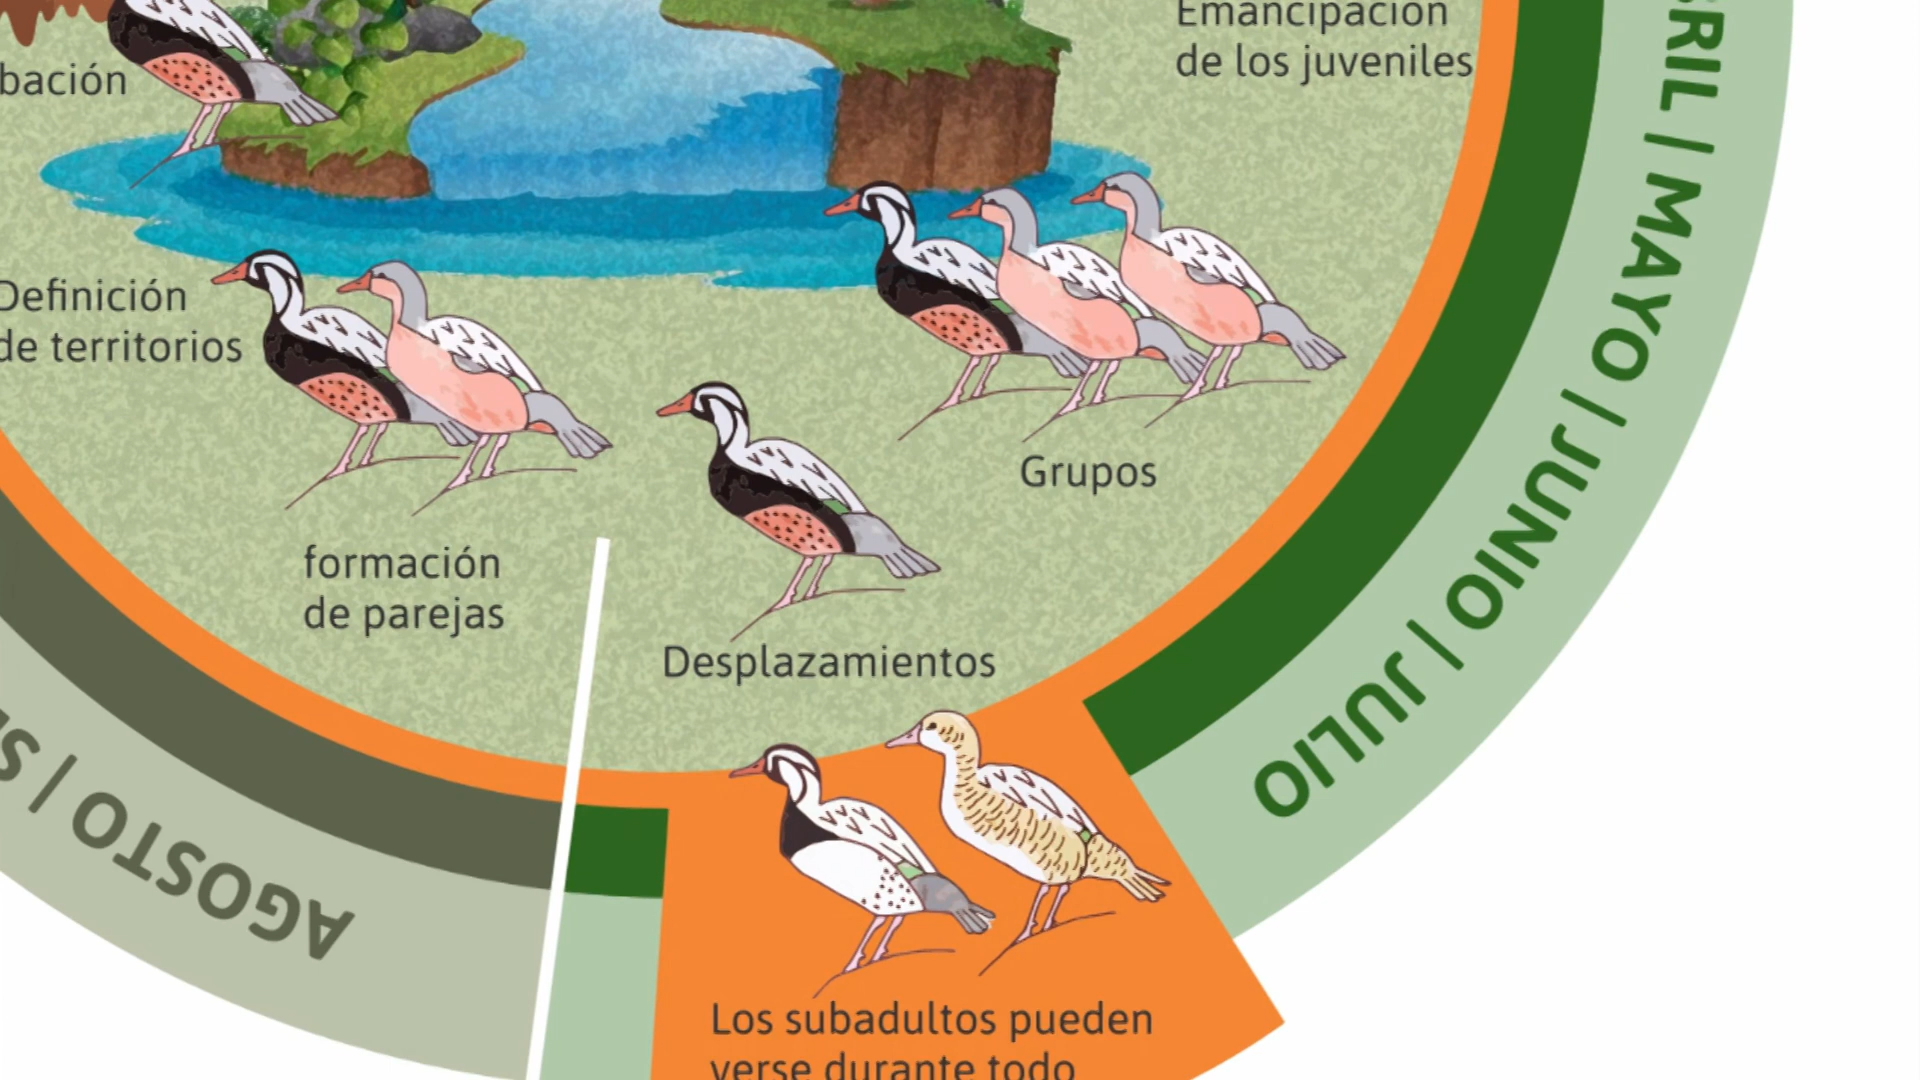 Emancipación
de los juveniles
bación
Definición
de territorios
Grupos
formación
de parejas
Desplazamientos
RIL | MAYO | JUNIO | JULIO
AGOSTO | S
Los subadultos pueden
verse durante todo